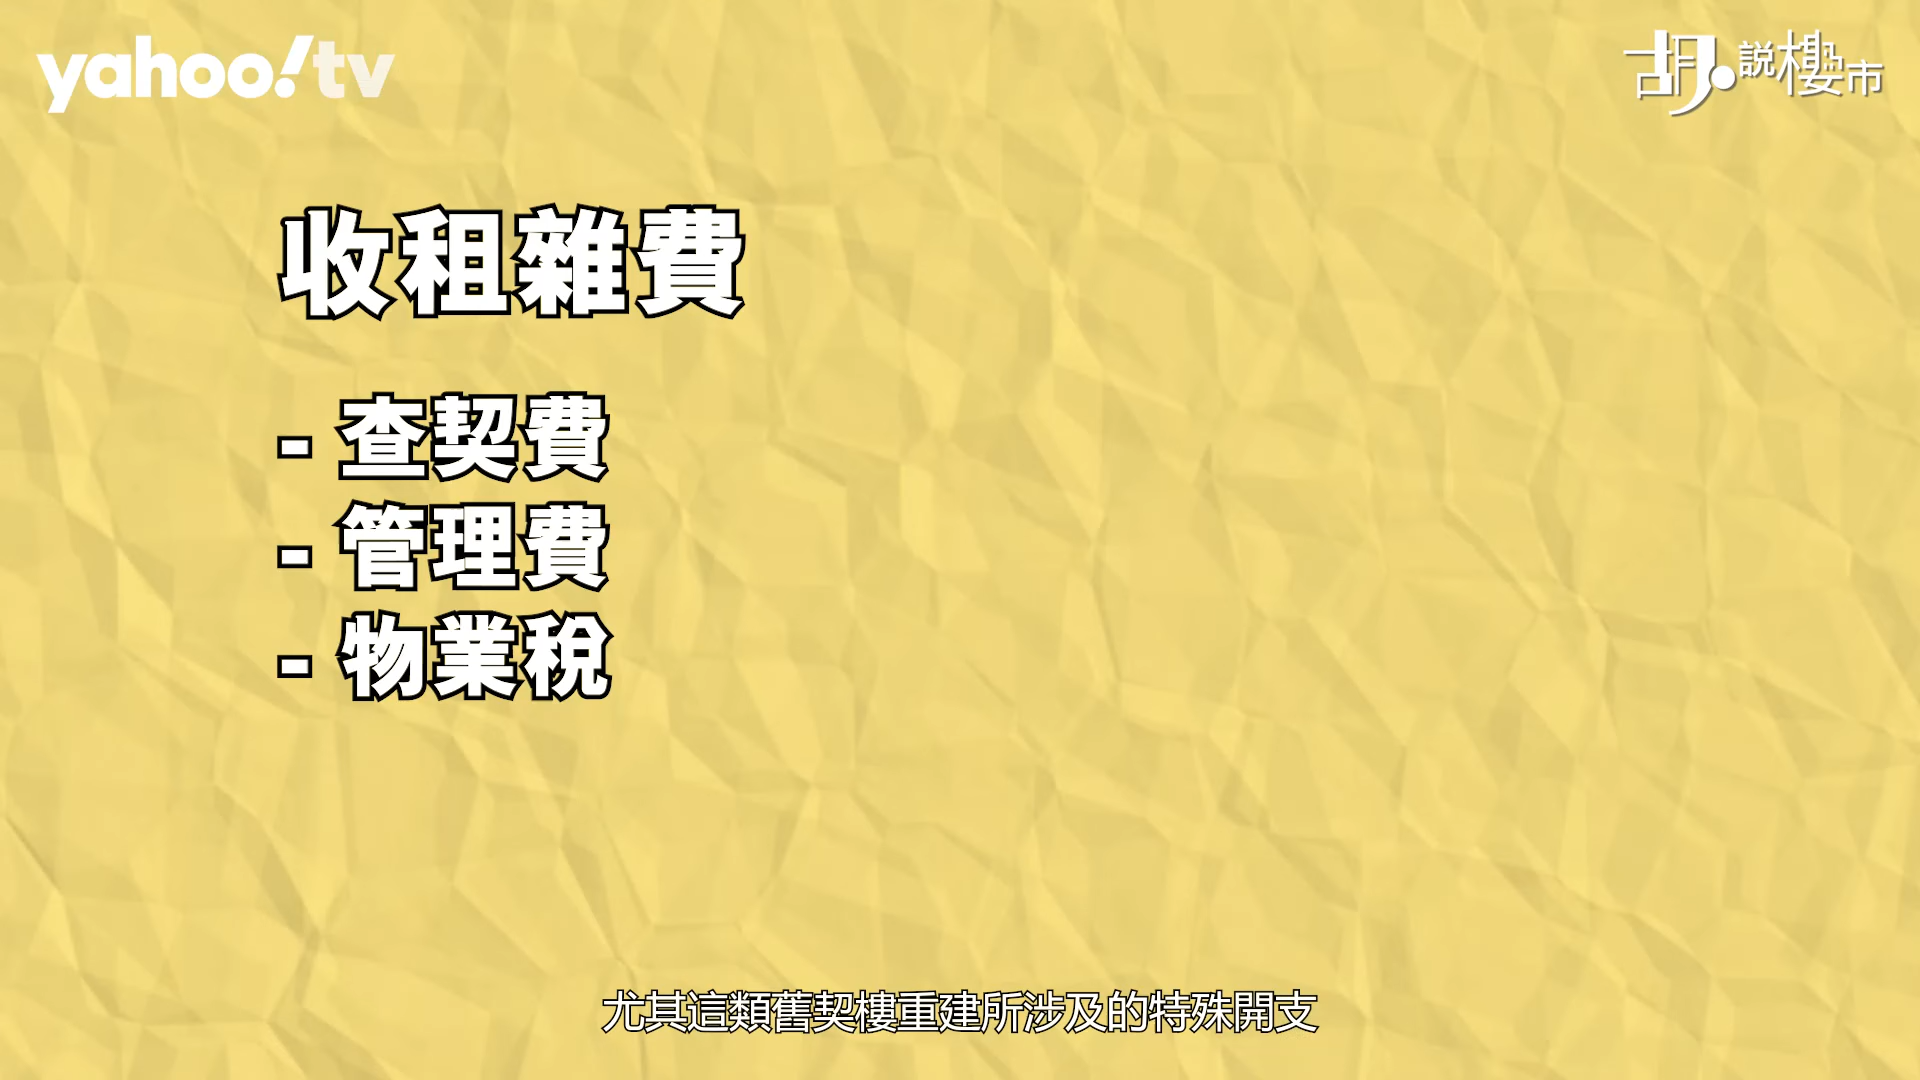 yahoo!tv
胡.說樓市
收租雜費
- 查契費
- 管理費
- 物業稅
尤其這類舊契樓重建所涉及的特殊開支